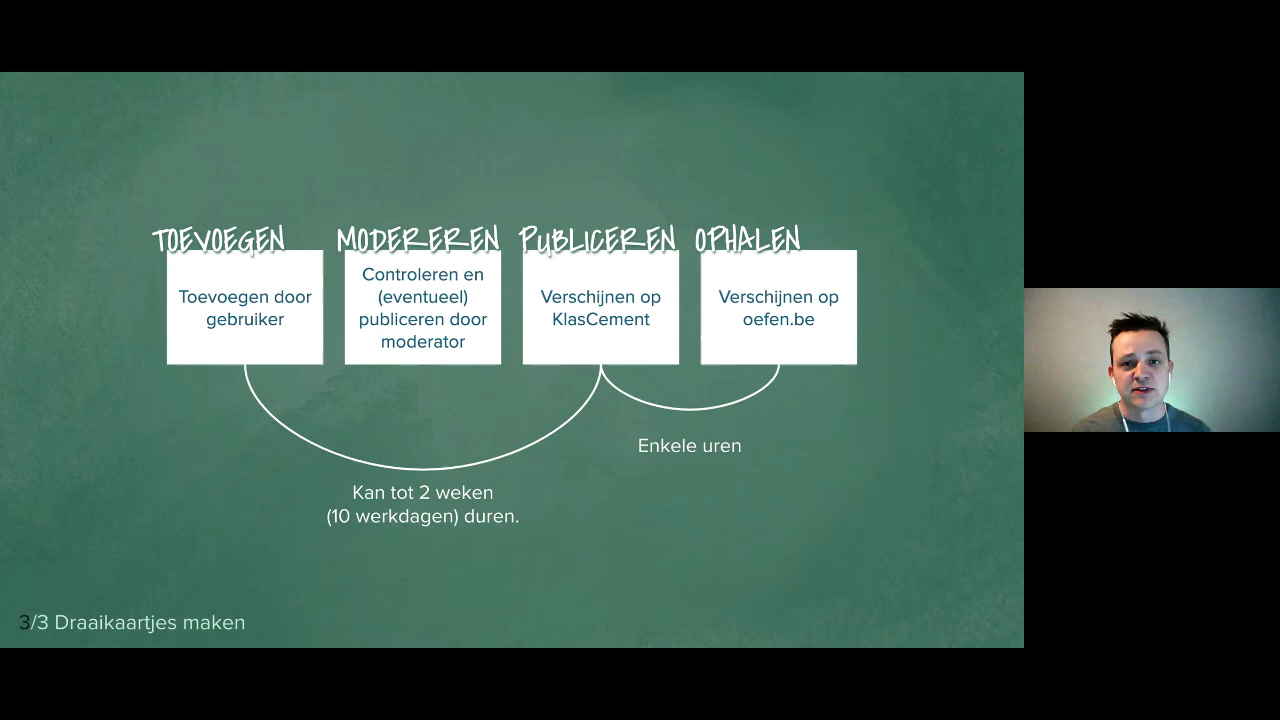 TOEVOEGEN
Toevoegen door
gebruiker
MODEREREN
Controleren en
(eventueel)
publiceren door
moderator
PUBLICEREN
Verschijnen op
KlasCement
OPHALEN
Verschijnen op
oefen.be
Enkele uren
Kan tot 2 weken
(10 werkdagen) duren.
3/3 Draaikaartjes maken